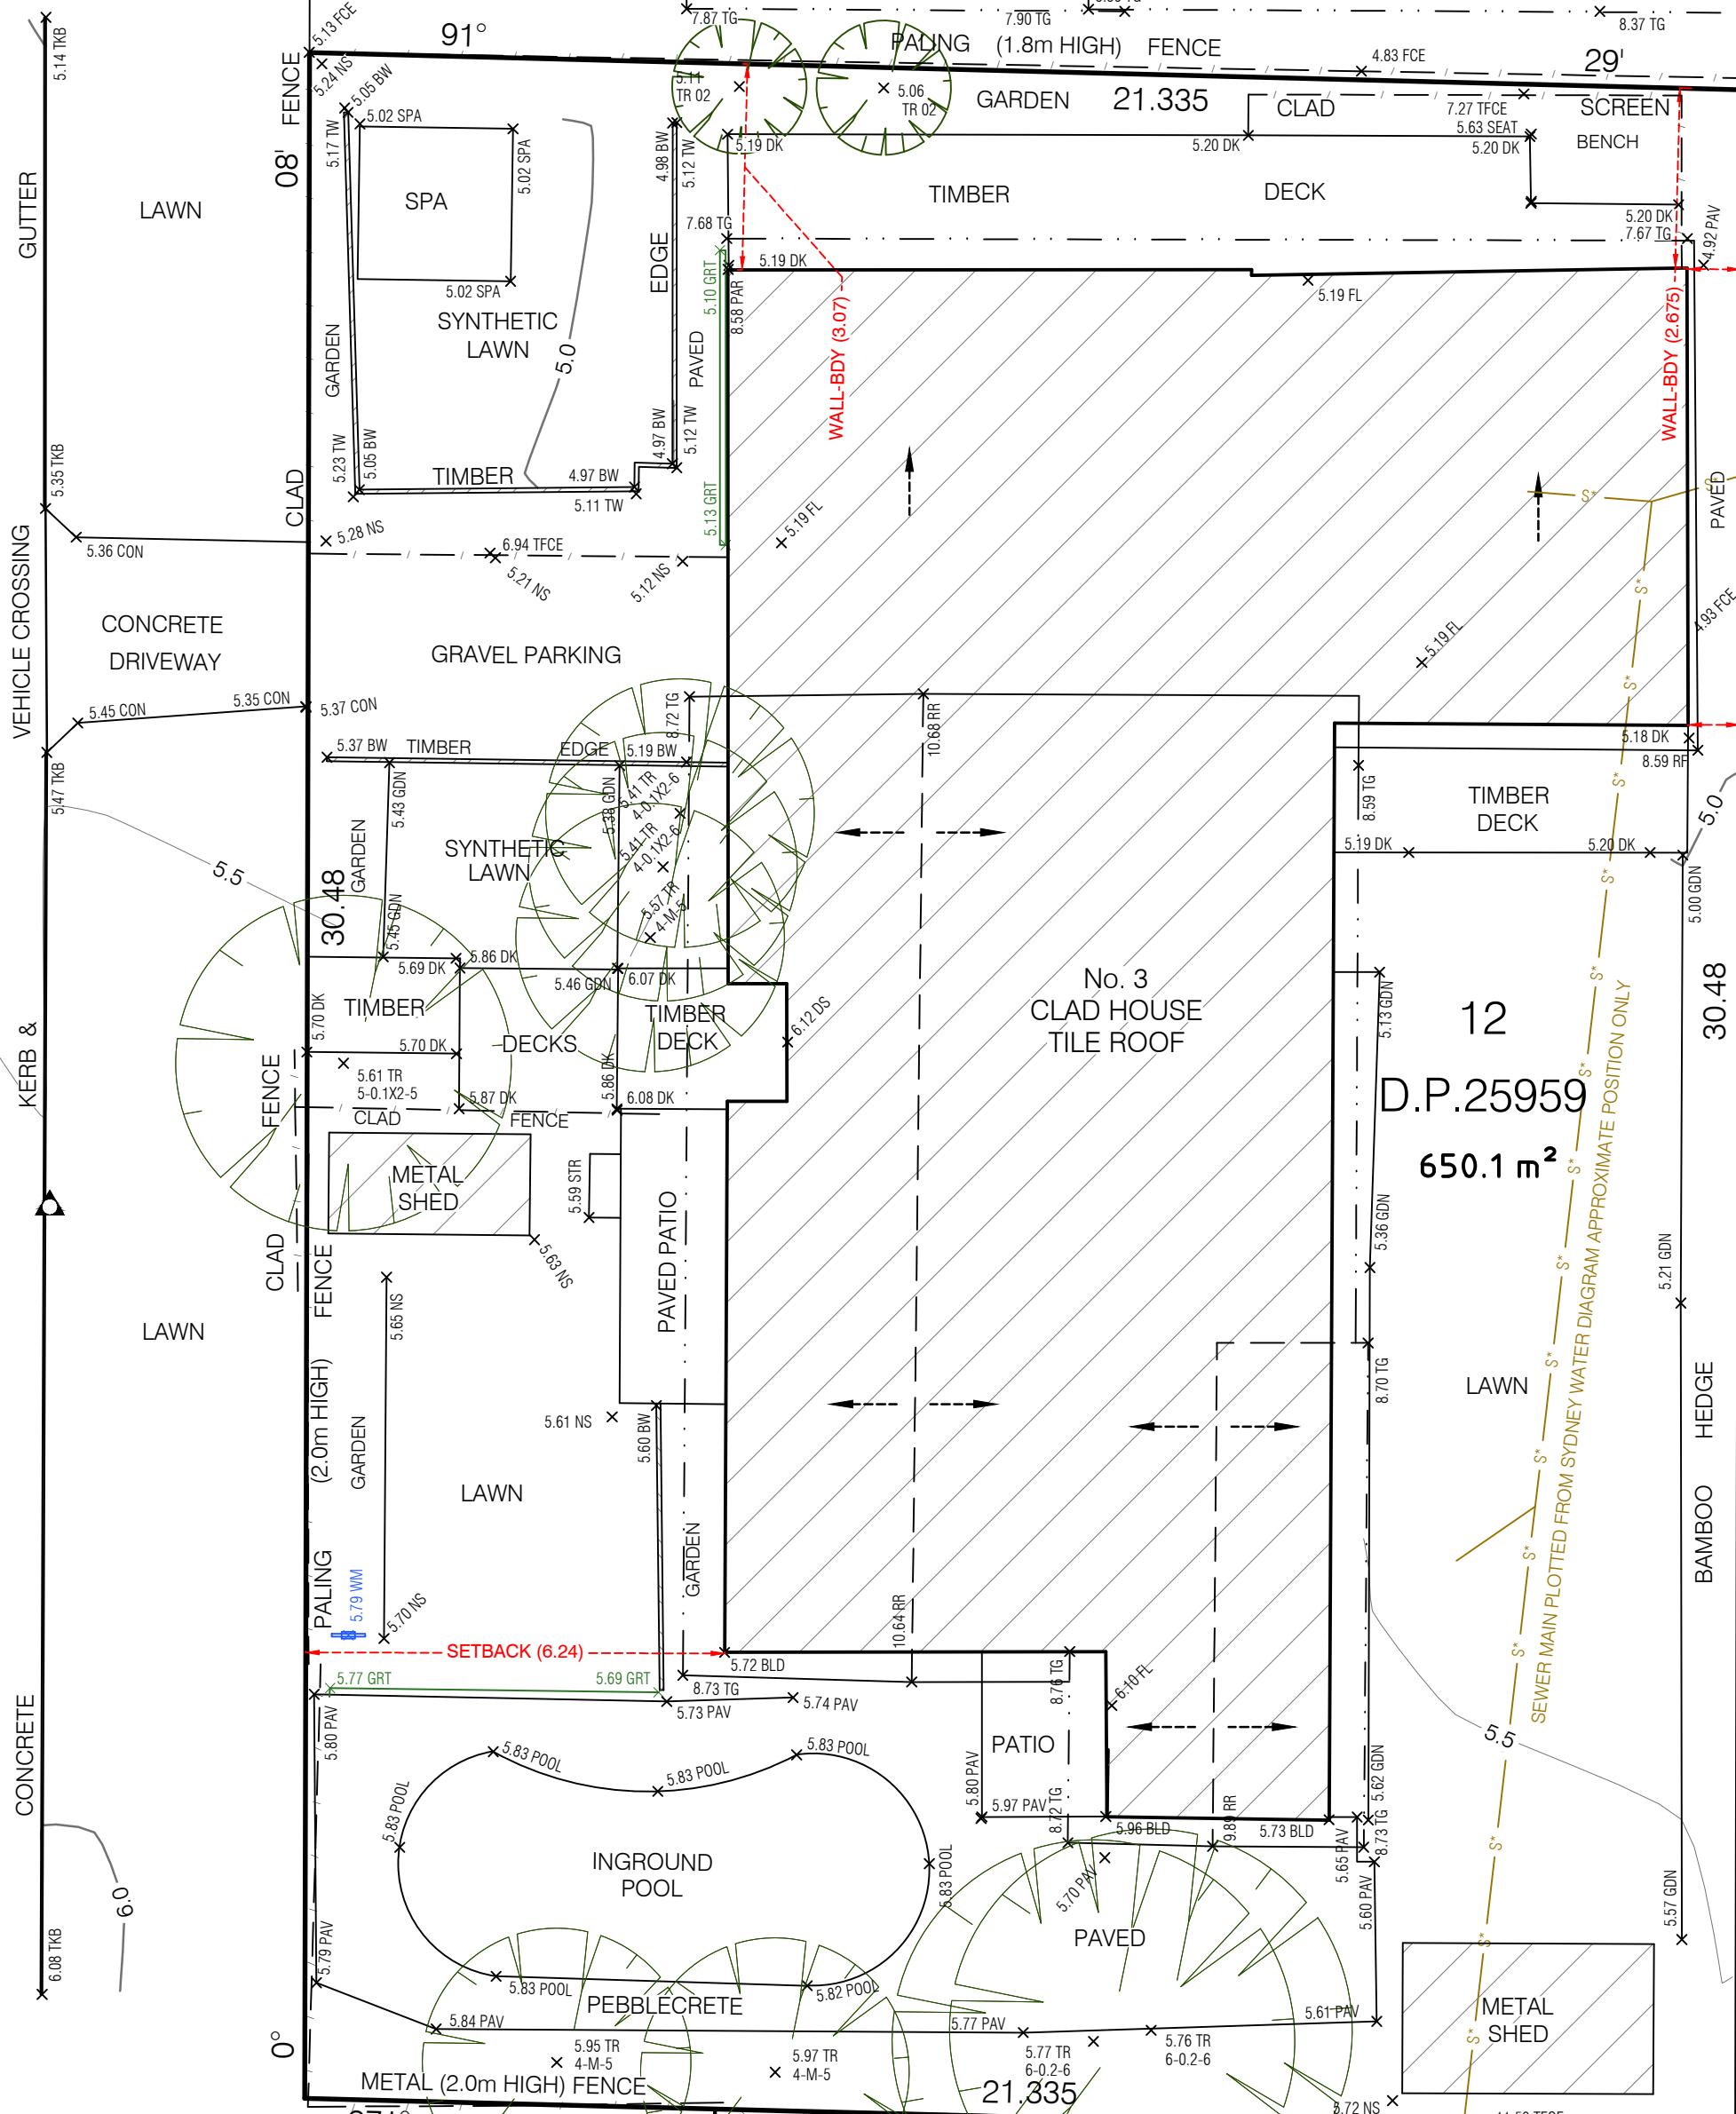 5.14 TKB
5.13 FCE
91°
7.87 TG
7.90 TG
8.37 TG
PALING (1.8m HIGH) FENCE
4.83 FCE
29'
FENCE
5.24 NS
5.05 BW
5.11
TR 02
5.06
TR 02
GARDEN
21.335
CLAD
7.27 TFCE
SCREEN
5.63 SEAT
5.02 SPA
5.17 TW
5.02 SPA
4.98 BW
5.12 TW
5.19 DK
5.20 DK
5.20 DK
BENCH
08'
GUTTER
LAWN
SPA
TIMBER
DECK
5.20 DK
7.68 TG
7.67 TG
4.92 PAV
EDGE
5.19 DK
5.02 SPA
5.10 GRT
8.58 PAR
5.19 FL
SYNTHETIC
LAWN
GARDEN
5.0
PAVED
WALL-BDY (3.07)
WALL-BDY (2.675)
5.35 TKB
5.23 TW
5.05 BW
TIMBER
4.97 BW
4.97 BW
5.12 TW
5.11 TW
CLAD
5.13 GRT
5.19 FL
S*
S*
PAVED
5.28 NS
5.36 CON
6.94 TFCE
5.21 NS
5.12 NS
VEHICLE CROSSING
S*
CONCRETE
DRIVEWAY
GRAVEL PARKING
5.19 FL
4.93 FCE
S*
5.45 CON
5.35 CON
5.37 CON
8.72 TG
10.68 RR
5.37 BW
TIMBER
EDGE
5.19 BW
5.18 DK
8.59 RF
5.47 TKB
5.43 GDN
5.38 GDN
5.41 TR
4-0.1X2-6
8.59 TG
TIMBER
DECK
5.0
GARDEN
SYNTHETIC
LAWN
5.41 TR
4-0.1X2-6
5.19 DK
5.20 DK
5.5
S*
30.48
5.45 GDN
5.57 TR
4-M-5
5.00 GDN
5.69 DK
5.86 DK
5.46 GDN
6.07 DK
S*
No. 3
CLAD HOUSE
TILE ROOF
5.70 DK
TIMBER
TIMBER
DECK
6.12 DS
5.13 GDN
12
30.48
KERB &
FENCE
5.70 DK
DECKS
5.86 DK
S*
5.61 TR
5-0.1X2-5
5.87 DK
6.08 DK
D.P.25959
CLAD
FENCE
S*
650.1 m²
METAL
SHED
5.59 STR
S*
SEWER MAIN PLOTTED FROM SYDNEY WATER DIAGRAM APPROXIMATE POSITION ONLY
PAVED PATIO
5.36 GDN
CLAD
FENCE
5.63 NS
5.21 GDN
S*
5.65 NS
LAWN
8.70 TG
S*
LAWN
HEDGE
(2.0m HIGH)
GARDEN
5.61 NS
5.60 BW
S*
LAWN
BAMBOO
PALING
5.79 WM
GARDEN
S*
5.70 NS
10.64 RR
SETBACK (6.24)
5.72 BLD
S*
5.77 GRT
5.69 GRT
8.73 TG
8.76 TG
6.10 FL
5.73 PAV
5.74 PAV
5.80 PAV
CONCRETE
5.83 POOL
5.83 POOL
5.83 POOL
PATIO
5.5
5.80 PAV
5.62 GDN
5.83 POOL
5.97 PAV
8.72 TG
5.96 BLD
9.89 RR
5.73 BLD
8.73 TG
5.65 PAV
S*
INGROUND
POOL
5.83 POOL
5.70 PAV
6.0
5.60 PAV
5.57 GDN
PAVED
6.08 TKB
5.79 PAV
S*
5.83 POOL
5.82 POOL
PEBBLECRETE
5.84 PAV
5.77 PAV
5.61 PAV
METAL
SHED
S*
0°
5.95 TR
4-M-5
5.97 TR
4-M-5
5.77 TR
6-0.2-6
5.76 TR
6-0.2-6
METAL (2.0m HIGH) FENCE
21.335
5.72 NS